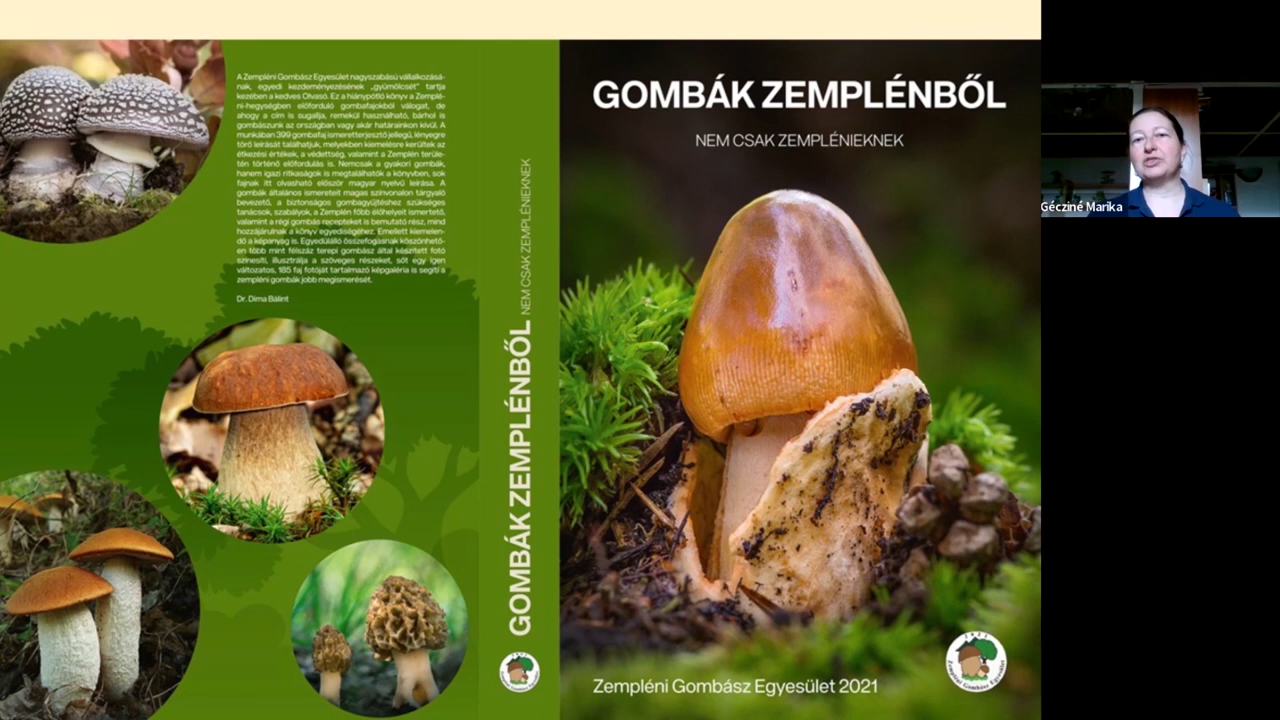 A Zempléni Gombász Egyesület nagyszabású vállalkozásá-
nak, egyedi kezdeményezésének „gyümölcsét” tartja
kezében a kedves Olvasó. Ez a hiánypótló könyv a Zemplé-
ni-hegységben előforduló gombafajokból válogat, de
ahogy a cím is sugallja, remekül használható, bárhol is
gombászunk az országban vagy akár határainkon kívül. A
munkában 399 gombafaj ismeretterjesztő jellegű, lényegre
törő leírását találhatjuk, melyekben kiemelésre kerültek az
étkezési értékek, a védettség, valamint a Zemplén terüle-
tén történő előfordulás is. Nemcsak a gyakori gombák,
hanem igazi ritkaságok is megtalálhatók a könyvben, sok
fajnak itt olvasható először magyar nyelvű leírása. A
gombák általános ismereteit magas színvonalon tárgyaló
bevezető, a biztonságos gombagyűjtéshez szükséges
tanácsok, szabályok, a Zemplén főbb élőhelyeit ismertető,
valamint a régi gombás recepteket is bemutató rész, mind
hozzájárulnak a könyv egyediségéhez. Emellett kiemelen-
dő a képanyag is. Egyedülálló összefogásnak köszönhető-
en több mint félszáz terepi gombász által készített fotó
színesíti, illusztrálja a szöveges részeket, sőt egy igen
változatos, 185 faj fotóját tartalmazó képgaléria is segíti a
zempléni gombák jobb megismerését.
Dr. Dima Bálint
GOMBÁK ZEMPLÉNBŐL NEM CSAK ZEMPLÉNIEKNEK
GOMBÁK ZEMPLÉNBŐL
NEM CSAK ZEMPLÉNIEKNEK
Zempléni Gombász Egyesület 2021
Zempléni Gombász Egyesület
Gécziné Marika